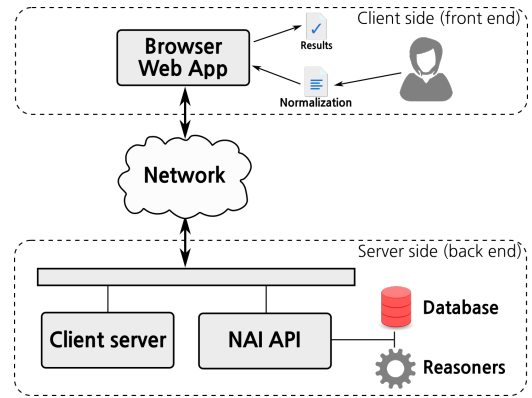 Client side (front end)
Browser
Web App
Results
Normalization
Network
Server side (back end)
Client server
NAI API
Database
Reasoners